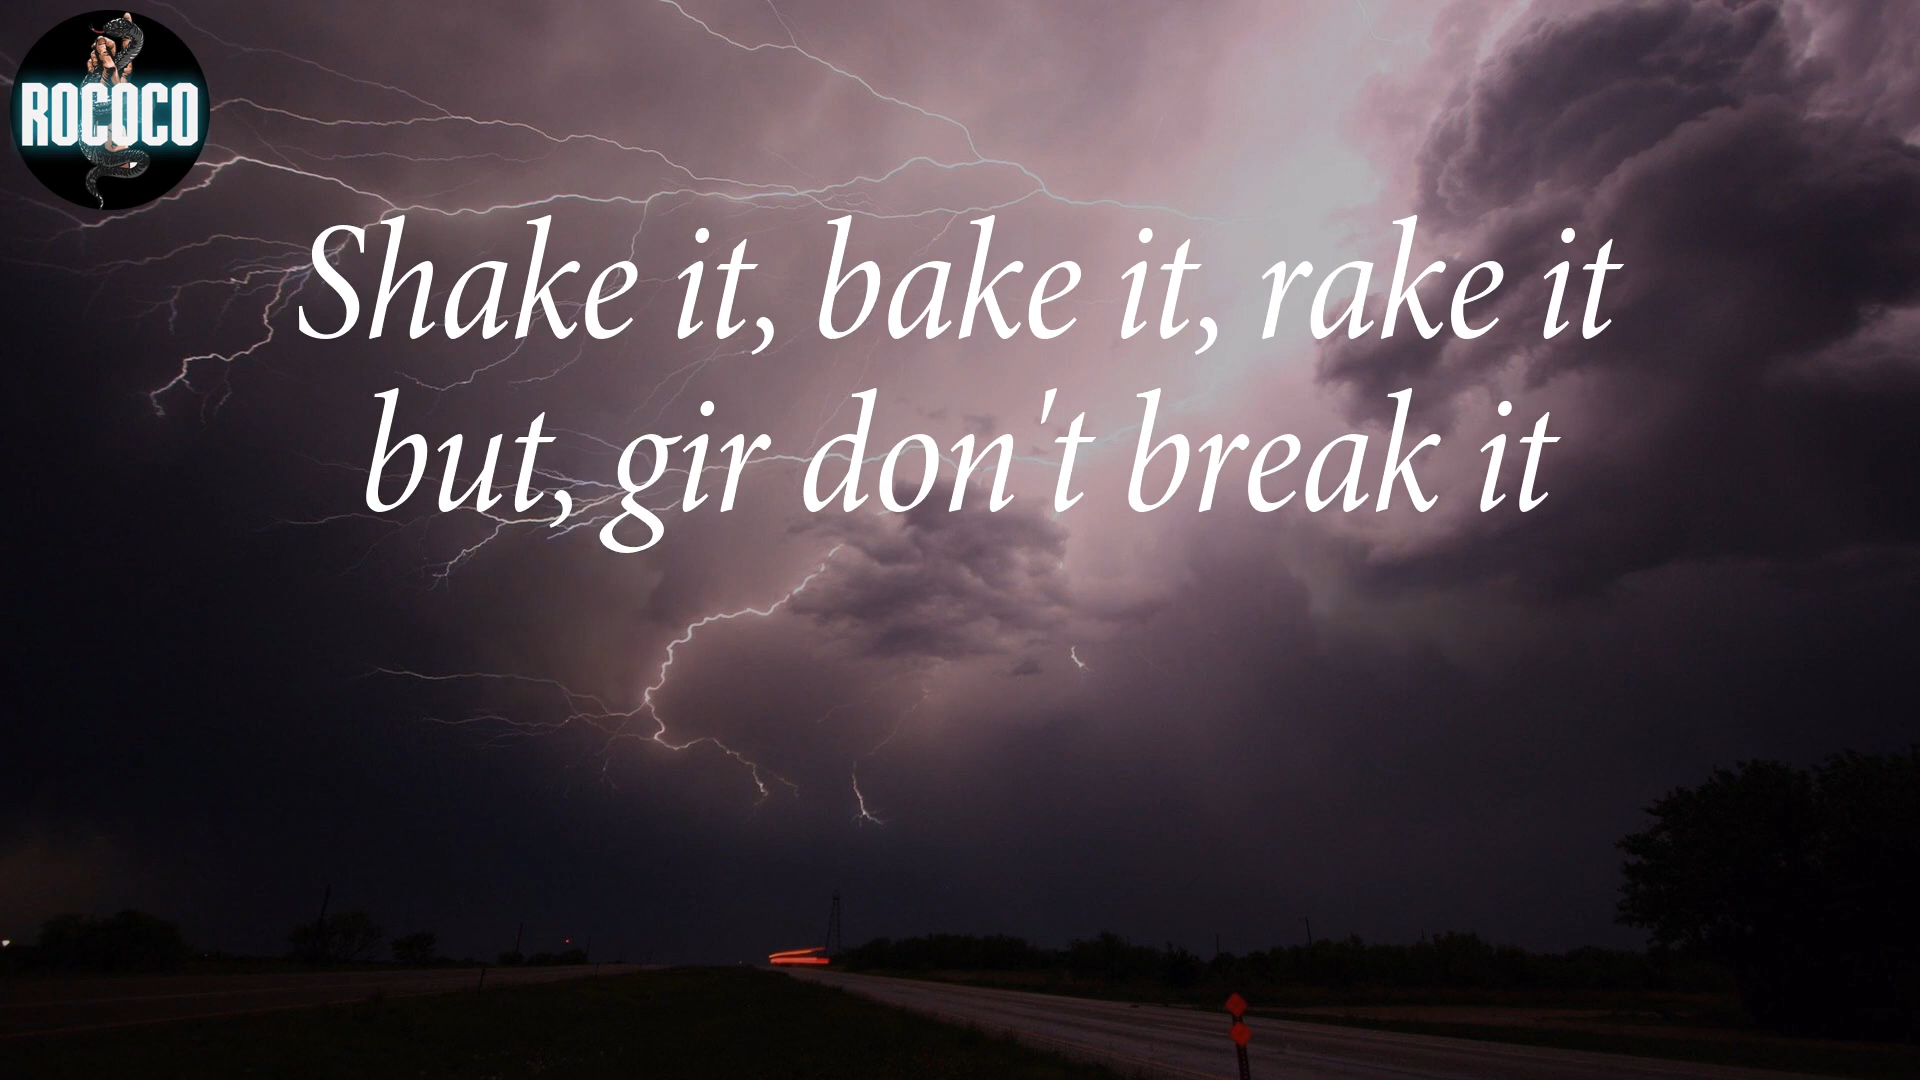 ROCOCO
Shake it, bake it, rake it
but, gir don't break it